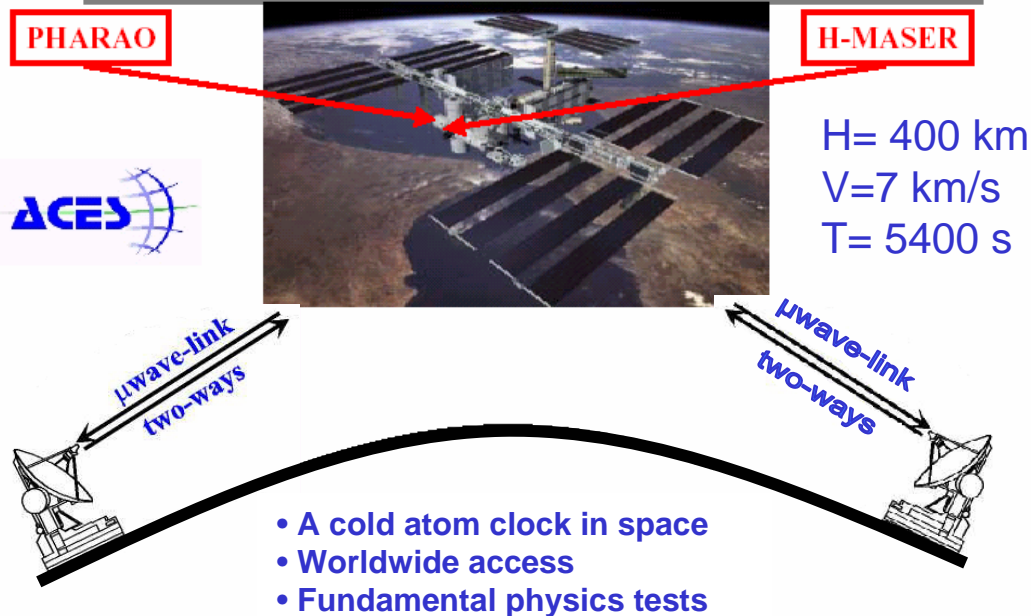 PHARAO
H-MASER
H= 400 km
V=7 km/s
T= 5400 s
ACES
µwave-link
two-ways
µwave-link
two-ways
• A cold atom clock in space
• Worldwide access
• Fundamental physics tests